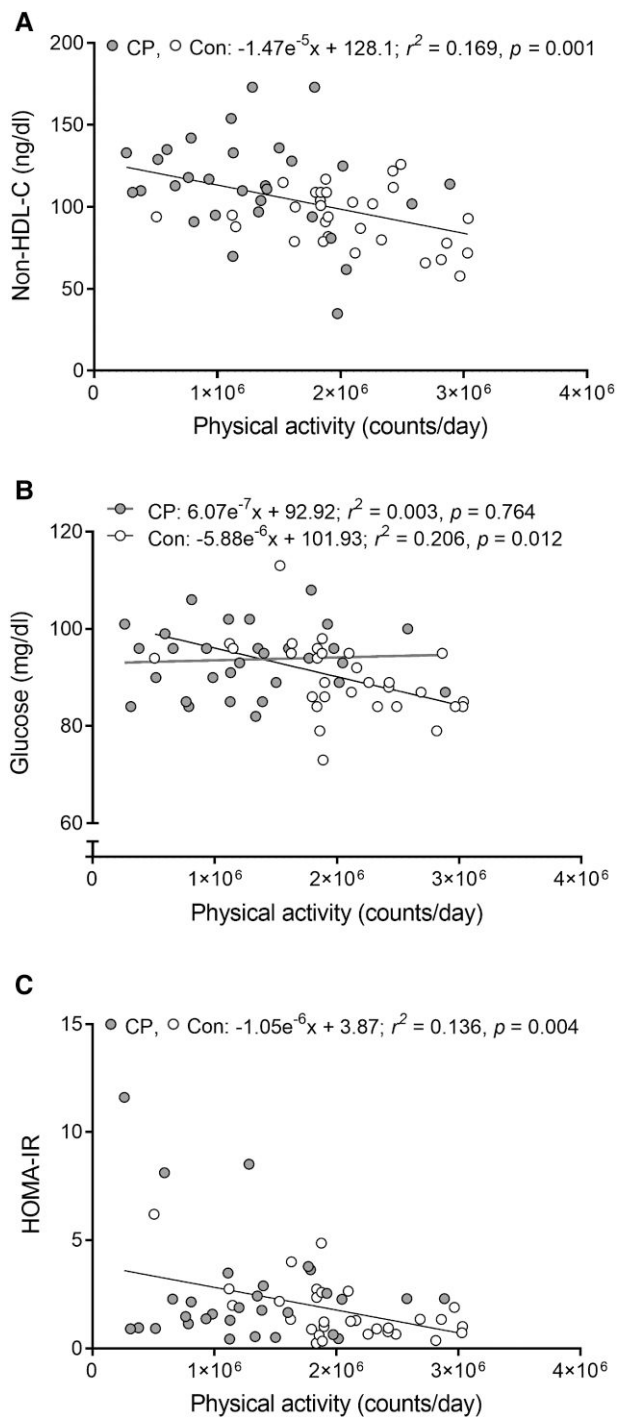 A
CP, Con: -1.47e⁻⁵x + 128.1; r² = 0.169, p = 0.001
200
150
100
50
0
Non-HDL-C (ng/dl)
0 1×10⁶ 2×10⁶ 3×10⁶ 4×10⁶
Physical activity (counts/day)
B
CP: 6.07e⁻⁷x + 92.92; r² = 0.003, p = 0.764
Con: -5.88e⁻⁶x + 101.93; r² = 0.206, p = 0.012
120
100
80
60
Glucose (mg/dl)
0 1×10⁶ 2×10⁶ 3×10⁶ 4×10⁶
Physical activity (counts/day)
C
CP, Con: -1.05e⁻⁶x + 3.87; r² = 0.136, p = 0.004
15
10
5
0
HOMA-IR
0 1×10⁶ 2×10⁶ 3×10⁶ 4×10⁶
Physical activity (counts/day)